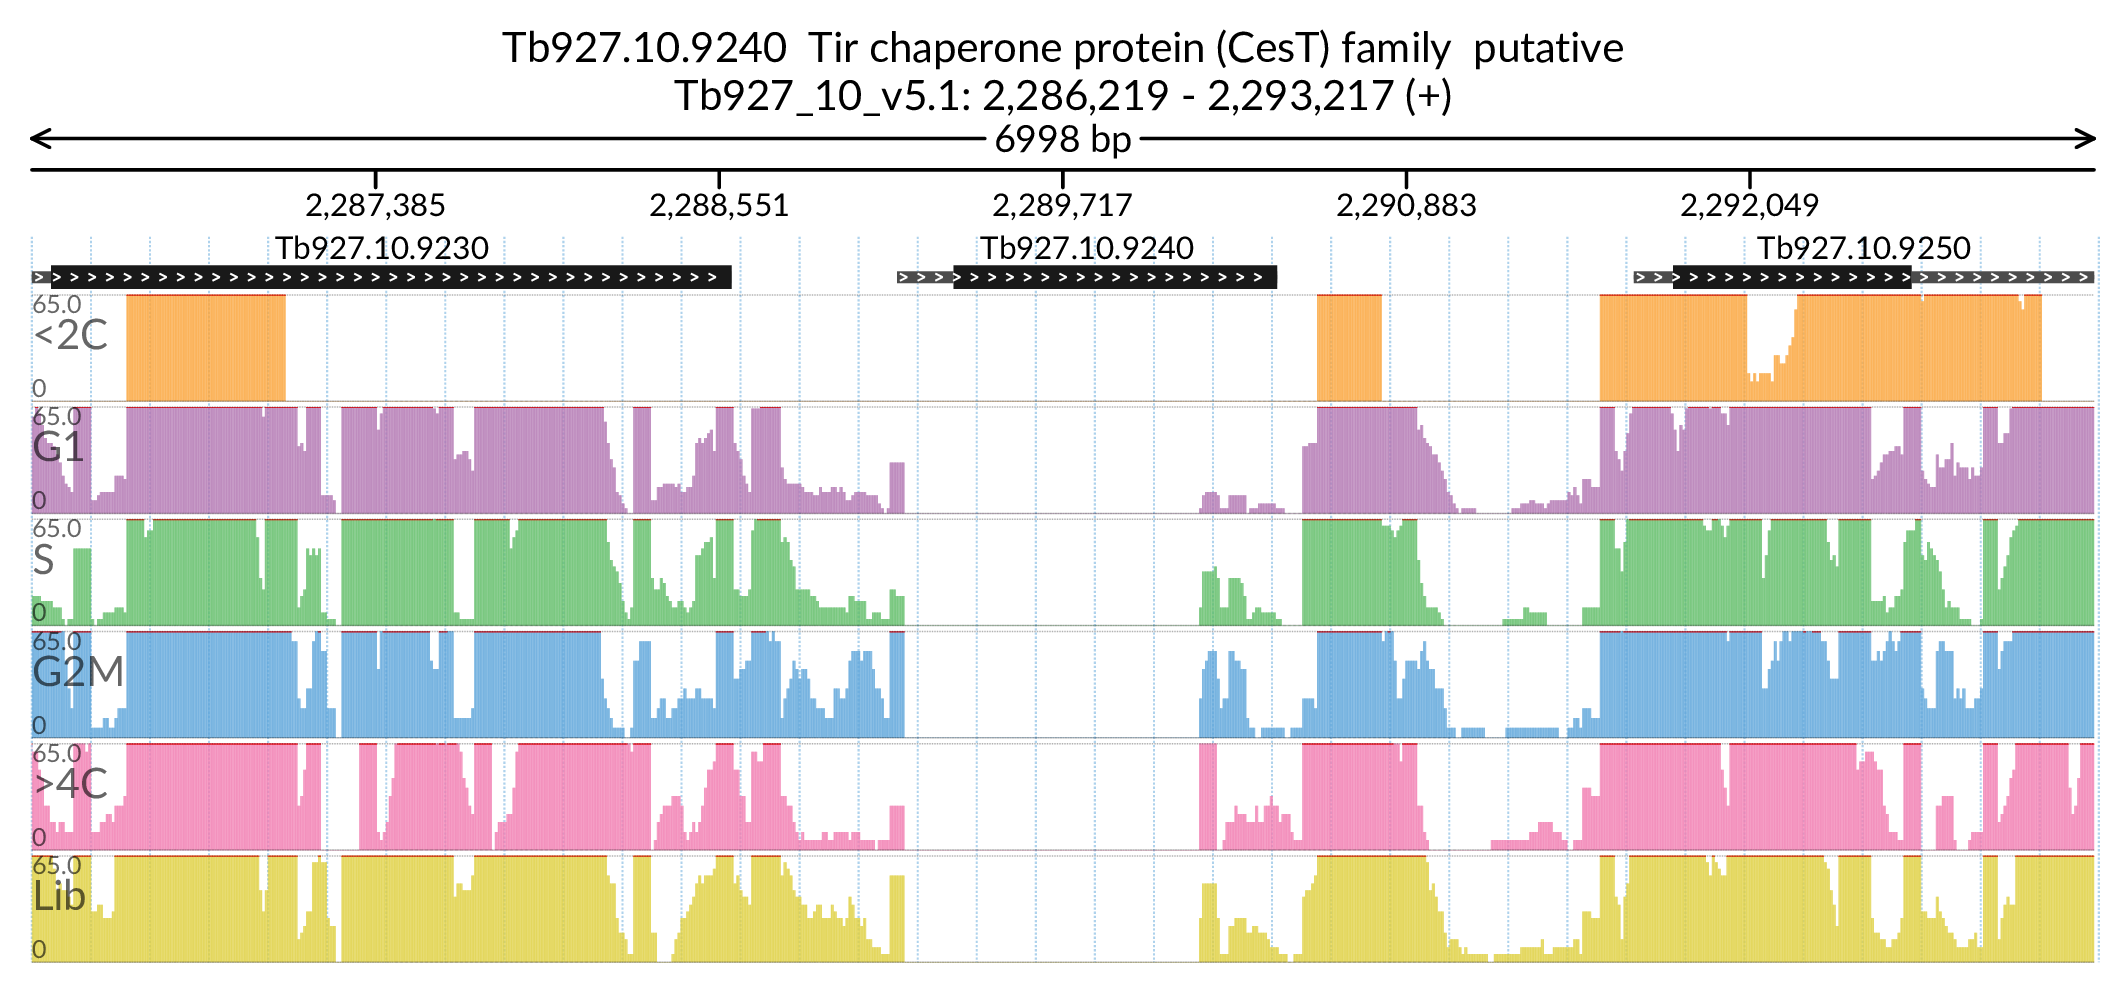 Tb927.10.9240 Tir chaperone protein (CesT) family putative
Tb927_10_v5.1: 2,286,219 - 2,293,217 (+)
6998 bp
2,287,385 2,288,551 2,289,717 2,290,883 2,292,049
Tb927.10.9230 Tb927.10.9240 Tb927.10.9250
65.0
<2C
0
65.0
G1
0
65.0
S
0
65.0
G2M
0
65.0
>4C
0
65.0
Lib
0